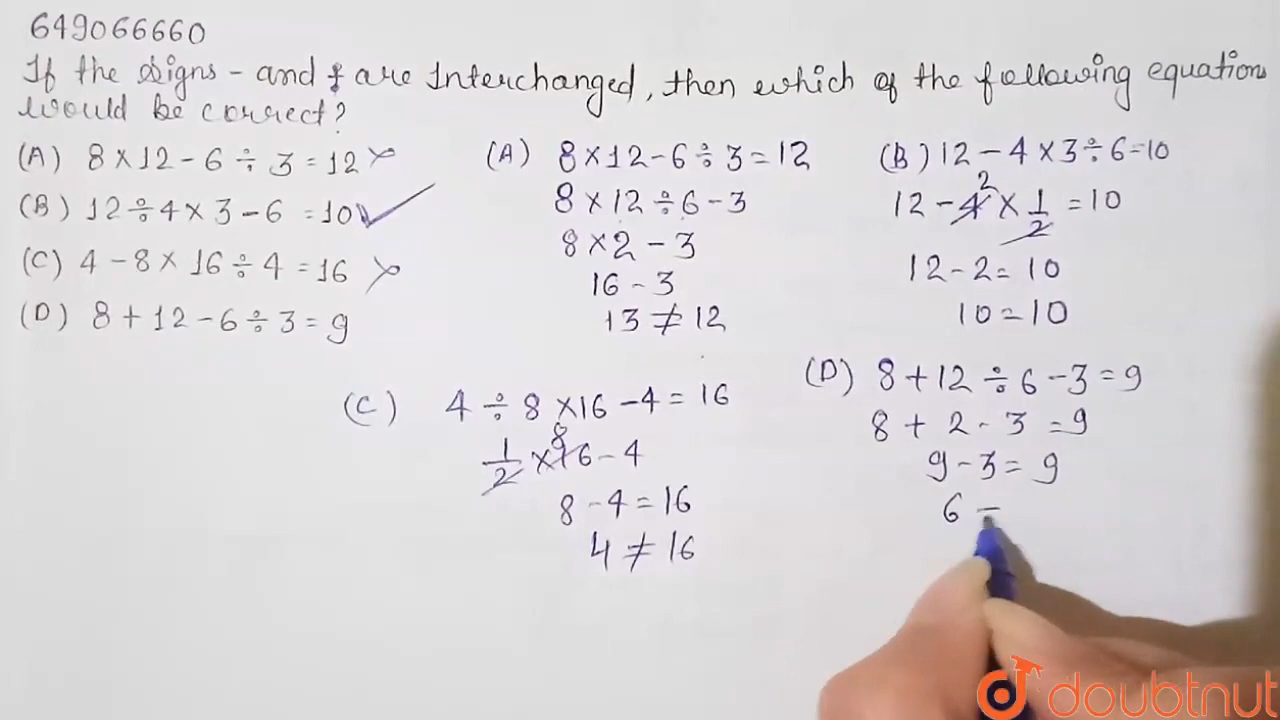 649066660
If the signs - and ÷ are Interchanged, then which of the following equations
would be correct?
(A) 8 × 12 - 6 ÷ 3 = 12 ×
(B) 12 ÷ 4 × 3 - 6 = 10 ✓
(C) 4 - 8 × 16 ÷ 4 = 16 ×
(D) 8 + 12 - 6 ÷ 3 = 9
(A) 8 × 12 - 6 ÷ 3 = 12
8 × 12 ÷ 6 - 3
8 × 2 - 3
16 - 3
13 ≠ 12
(B) 12 - 4 × 3 ÷ 6 = 10
12 - 4 2 × 1/2 = 10
12 - 2 = 10
10 = 10
(C) 4 ÷ 8 × 16 - 4 = 16
1/2 × 16 8 - 4
8 - 4 = 16
4 ≠ 16
(D) 8 + 12 ÷ 6 - 3 = 9
8 + 2 - 3 = 9
9 - 3 = 9
6 -
doubtnut